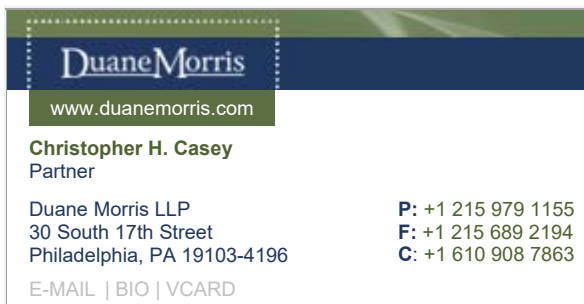 DuaneMorris
www.duanemorris.com
Christopher H. Casey
Partner
Duane Morris LLP
30 South 17th Street
Philadelphia, PA 19103-4196
P: +1 215 979 1155
F: +1 215 689 2194
C: +1 610 908 7863
E-MAIL | BIO | VCARD